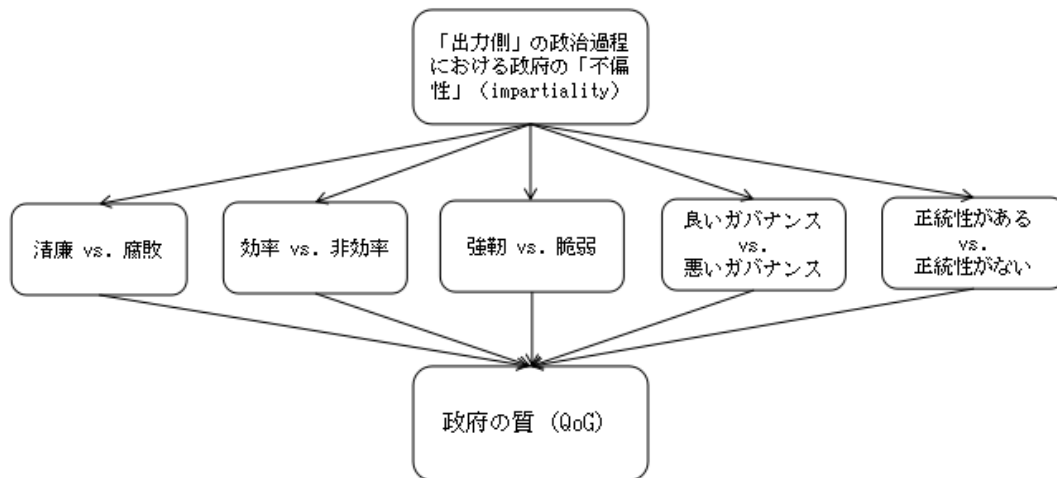 「出力側」の政治過程
における政府の「不偏
性」（impartiality）
清廉 vs. 腐敗
効率 vs. 非効率
強靭 vs. 脆弱
良いガバナンス
vs.
悪いガバナンス
正統性がある
vs.
正統性がない
政府の質 (QoG)